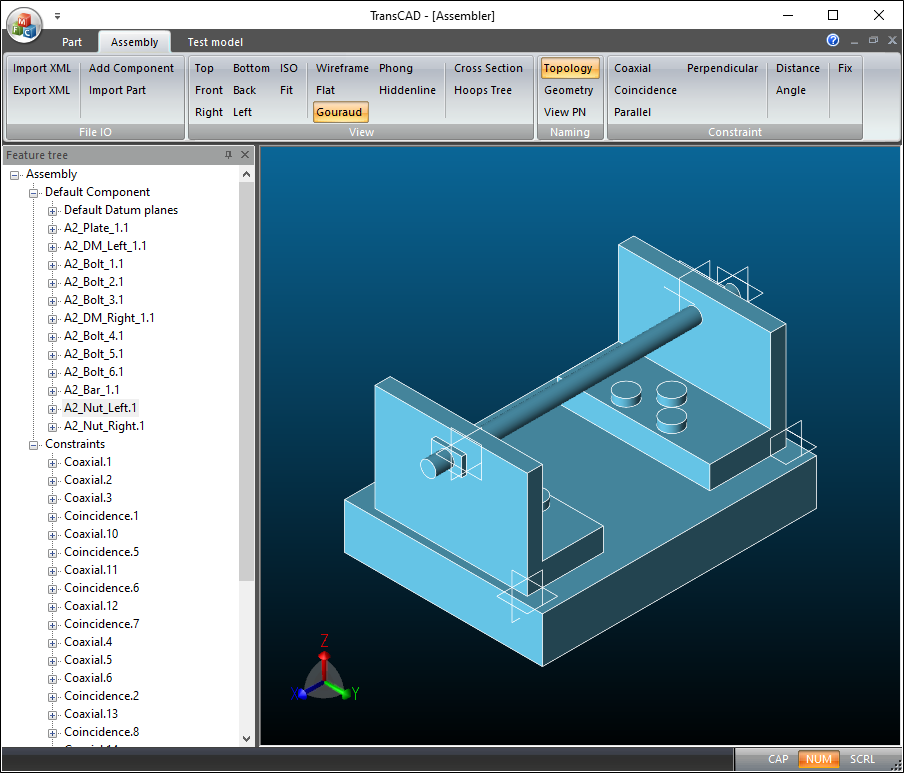 TransCAD - [Assembler]
M
F C
Part Assembly Test model
Import XML Add Component Top Bottom ISO Wireframe Phong Cross Section Topology Coaxial Perpendicular Distance Fix
Export XML Import Part Front Back Fit Flat Hiddenline Hoops Tree Geometry Coincidence Angle
Right Left Gouraud View PN Parallel
File IO View Naming Constraint
Feature tree
Assembly
Default Component
Default Datum planes
A2_Plate_1.1
A2_DM_Left_1.1
A2_Bolt_1.1
A2_Bolt_2.1
A2_Bolt_3.1
A2_DM_Right_1.1
A2_Bolt_4.1
A2_Bolt_5.1
A2_Bolt_6.1
A2_Bar_1.1
A2_Nut_Left.1
A2_Nut_Right.1
Constraints
Coaxial.1
Coaxial.2
Coaxial.3
Coincidence.1
Coaxial.10
Coincidence.5
Coaxial.11
Coincidence.6
Coaxial.12
Coincidence.7
Coaxial.4
Coaxial.5
Coaxial.6
Coincidence.2
Coaxial.13
Coincidence.8
Z
X Y
CAP NUM SCRL